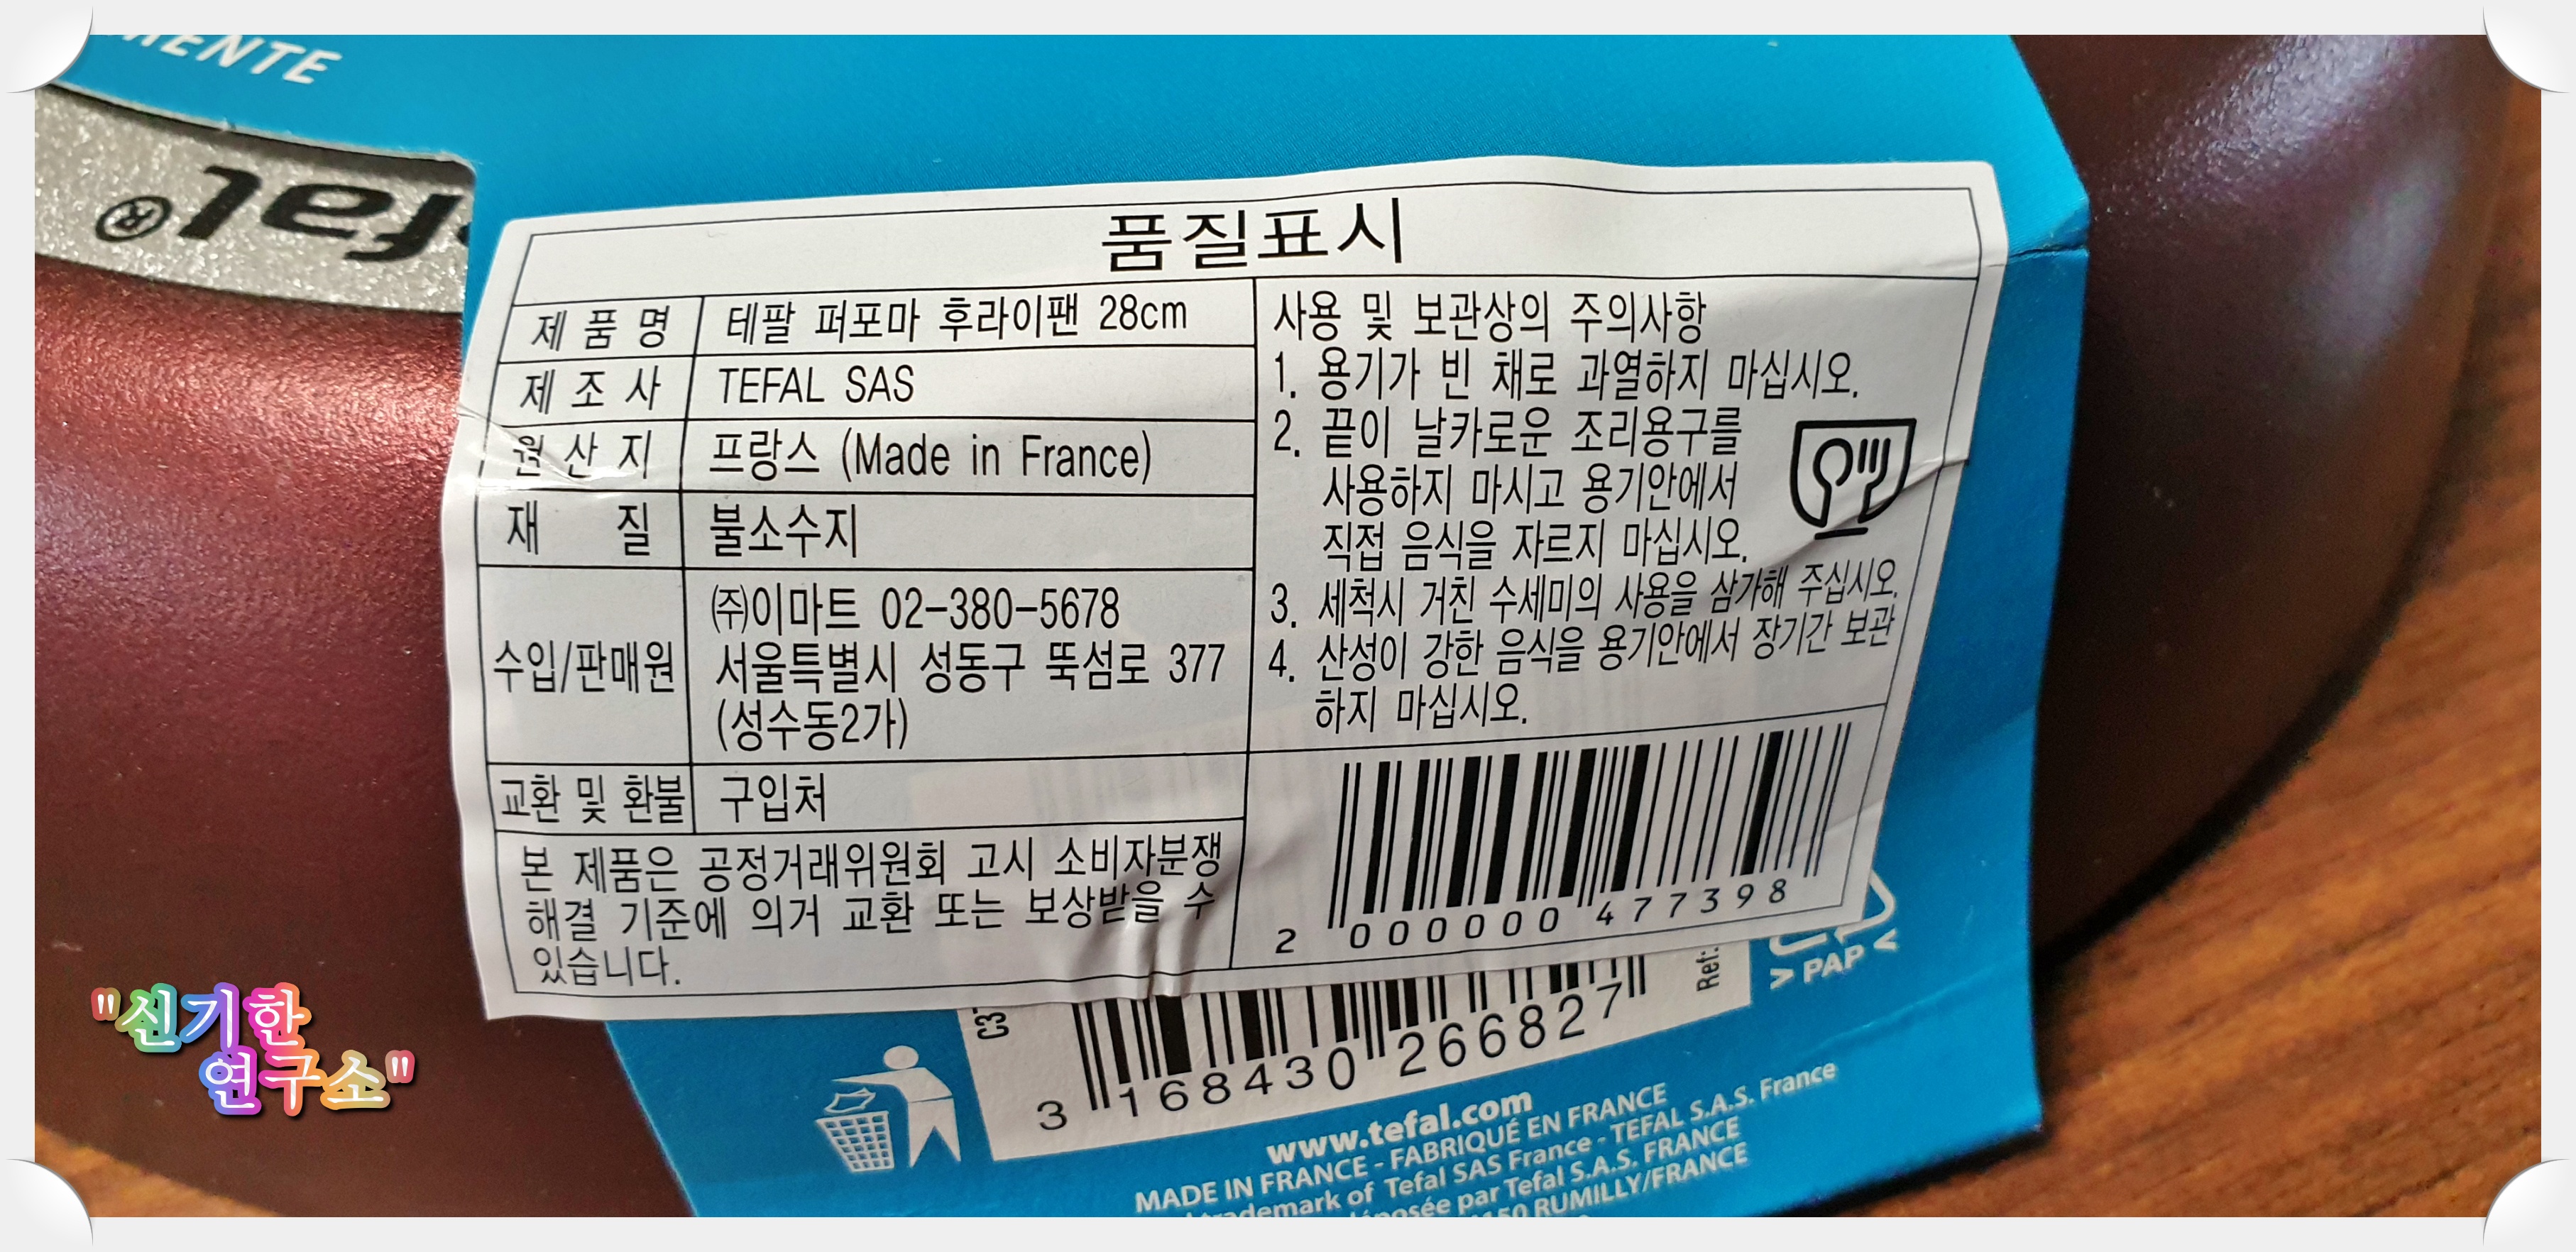 fal®
품질표시
제품명 테팔 퍼포마 후라이팬 28cm
제조사 TEFAL SAS
원산지 프랑스 (Made in France)
재 질 불소수지
수입/판매원 ㈜이마트 02-380-5678
서울특별시 성동구 뚝섬로 377
(성수동2가)
교환 및 환불 구입처
본 제품은 공정거래위원회 고시 소비자분쟁
해결 기준에 의거 교환 또는 보상받을 수
있습니다.
사용 및 보관상의 주의사항
1. 용기가 빈 채로 과열하지 마십시오.
2. 끝이 날카로운 조리용구를
사용하지 마시고 용기안에서
직접 음식을 자르지 마십시오.
3. 세척시 거친 수세미의 사용을 삼가해 주십시오.
4. 산성이 강한 음식을 용기안에서 장기간 보관
하지 마십시오.
2 000000 477398
Ref:
PAP
3 168430 266827
www.tefal.com
MADE IN FRANCE - FABRIQUÉ EN FRANCE
of Tefal SAS France - TEFAL S.A.S. France
par Tefal S.A.S. FRANCE
RUMILLY/FRANCE
"신기한
연구소"